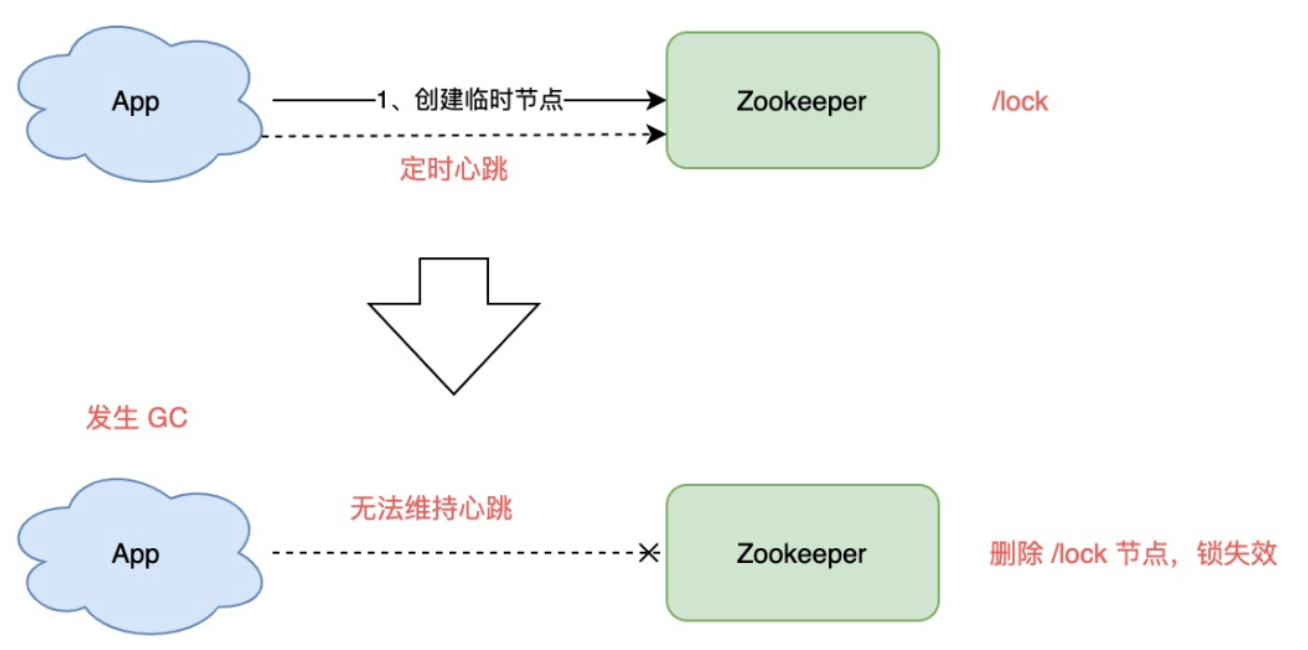 App
1、创建临时节点
Zookeeper
/lock
定时心跳
发生 GC
无法维持心跳
App
Zookeeper
删除 /lock 节点，锁失效